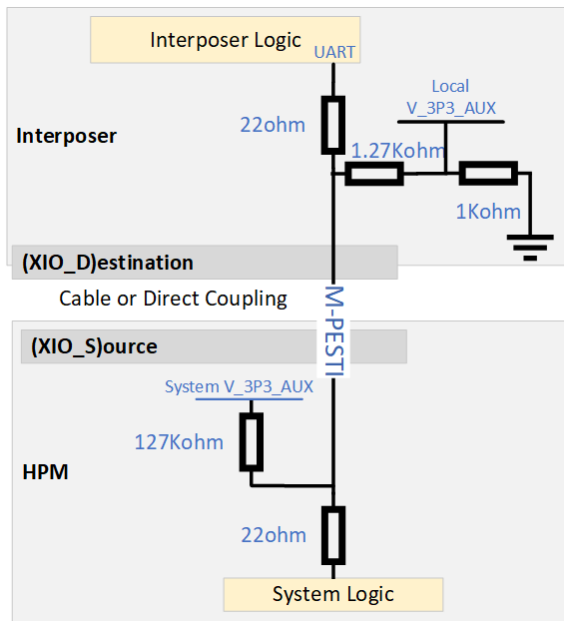 Interposer Logic
UART
Local
V_3P3_AUX
22ohm
1.27Kohm
Interposer
1Kohm
(XIO_D)estination
Cable or Direct Coupling
M-PESTI
(XIO_S)ource
System V_3P3_AUX
127Kohm
HPM
22ohm
System Logic